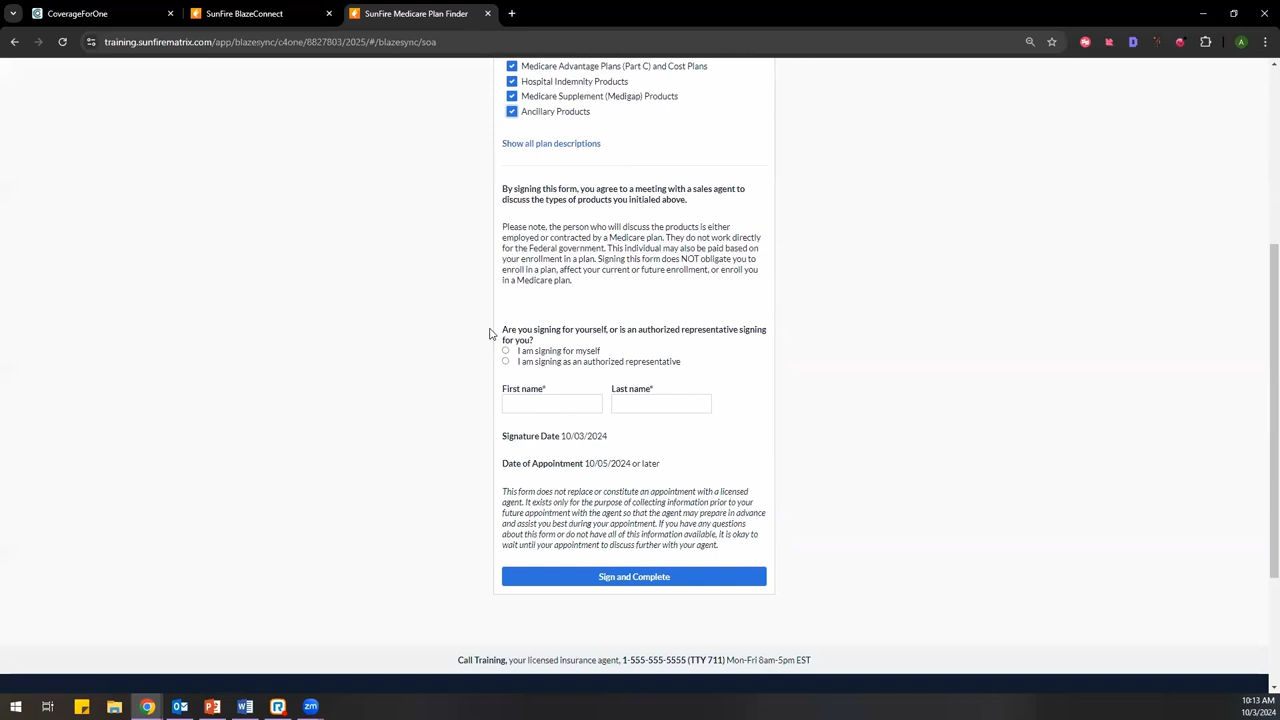 CoverageForOne
SunFire BlazeConnect
SunFire Medicare Plan Finder
training.sunfirematrix.com/app/blazesync/c4one/8827803/2025/#/blazesync/soa
Medicare Advantage Plans (Part C) and Cost Plans
Hospital Indemnity Products
Medicare Supplement (Medigap) Products
Ancillary Products
Show all plan descriptions
By signing this form, you agree to a meeting with a sales agent to
discuss the types of products you initialed above.
Please note, the person who will discuss the products is either
employed or contracted by a Medicare plan. They do not work directly
for the Federal government. This individual may also be paid based on
your enrollment in a plan. Signing this form does NOT obligate you to
enroll in a plan, affect your current or future enrollment, or enroll you
in a Medicare plan.
Are you signing for yourself, or is an authorized representative signing
for you?
I am signing for myself
I am signing as an authorized representative
First name* Last name*
Signature Date 10/03/2024
Date of Appointment 10/05/2024 or later
This form does not replace or constitute an appointment with a licensed
agent. It exists only for the purpose of collecting information prior to your
future appointment with the agent so that the agent may prepare in advance
and assist you best during your appointment. If you have any questions
about this form or do not have all of this information available, it is okay to
wait until your appointment to discuss further with your agent.
Sign and Complete
Call Training, your licensed insurance agent, 1-555-555-5555 (TTY 711) Mon-Fri 8am-5pm EST
10:13 AM
10/3/2024